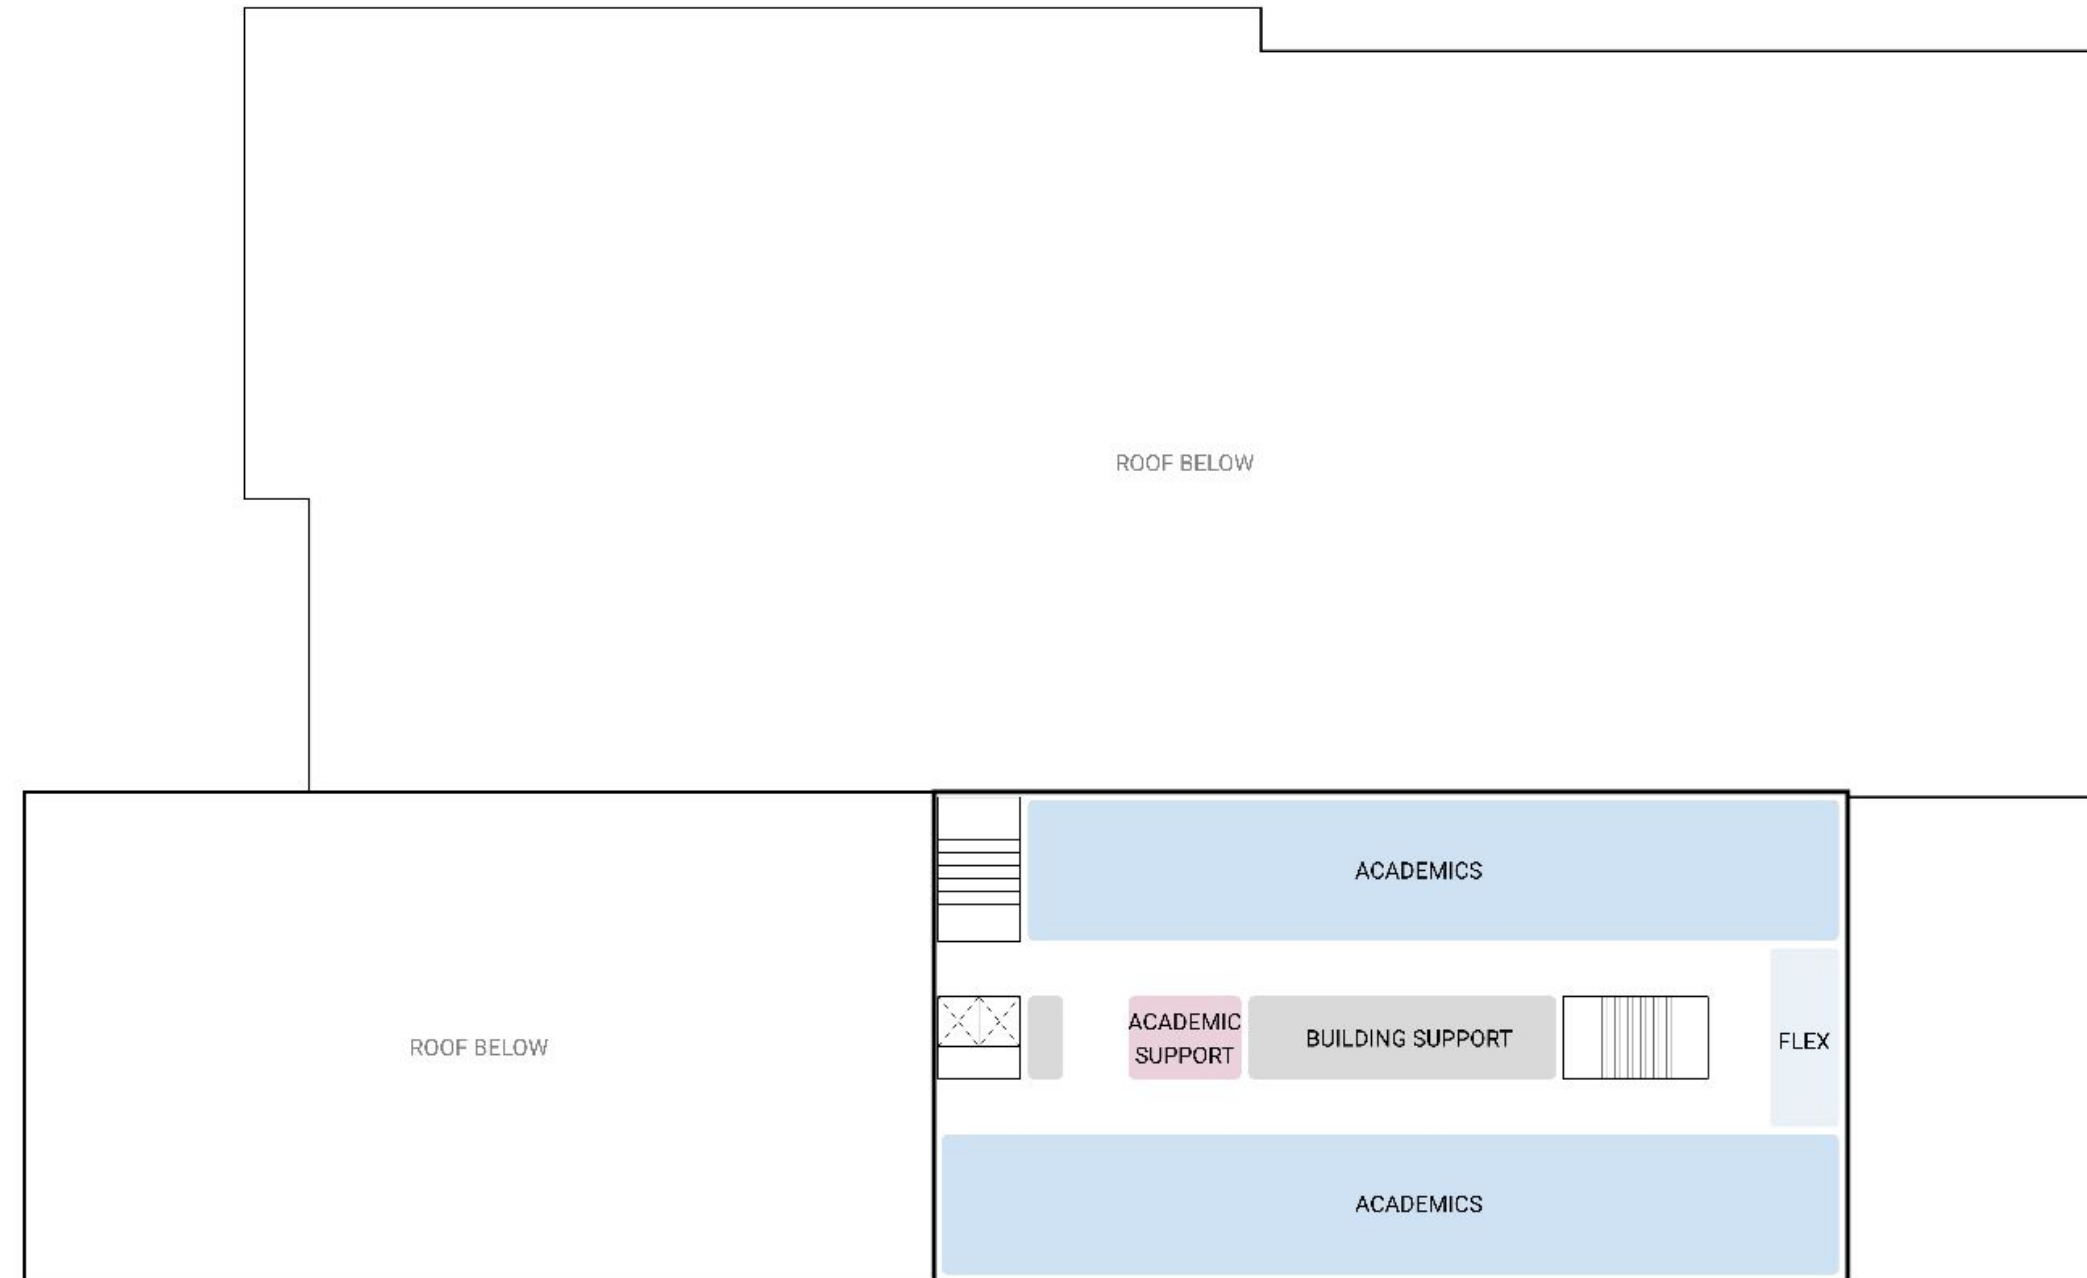 ROOF BELOW
ACADEMICS
ROOF BELOW
ACADEMIC
SUPPORT
BUILDING SUPPORT
FLEX
ACADEMICS